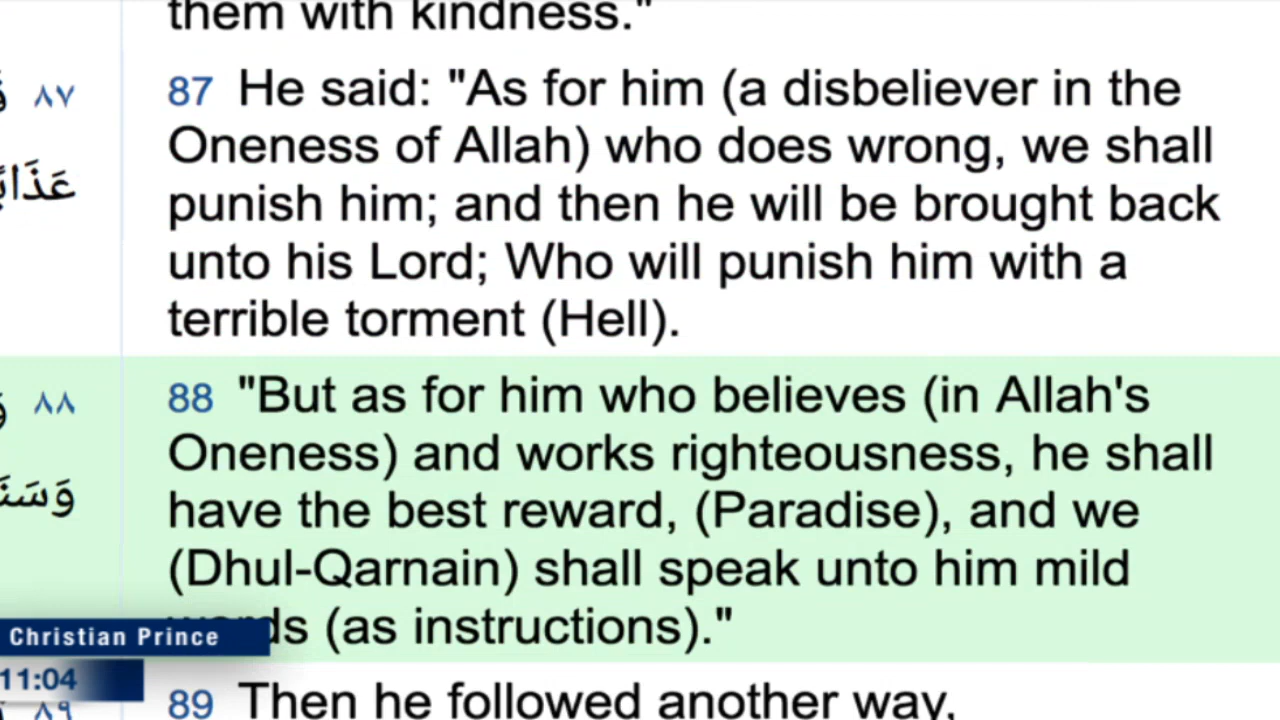 them with kindness."
٨٧
87 He said: "As for him (a disbeliever in the
Oneness of Allah) who does wrong, we shall
punish him; and then he will be brought back
unto his Lord; Who will punish him with a
terrible torment (Hell).
٨٨
88 "But as for him who believes (in Allah's
Oneness) and works righteousness, he shall
have the best reward, (Paradise), and we
(Dhul-Qarnain) shall speak unto him mild
(as instructions)."
Christian Prince
11:04
٨٩
89 Then he followed another way,